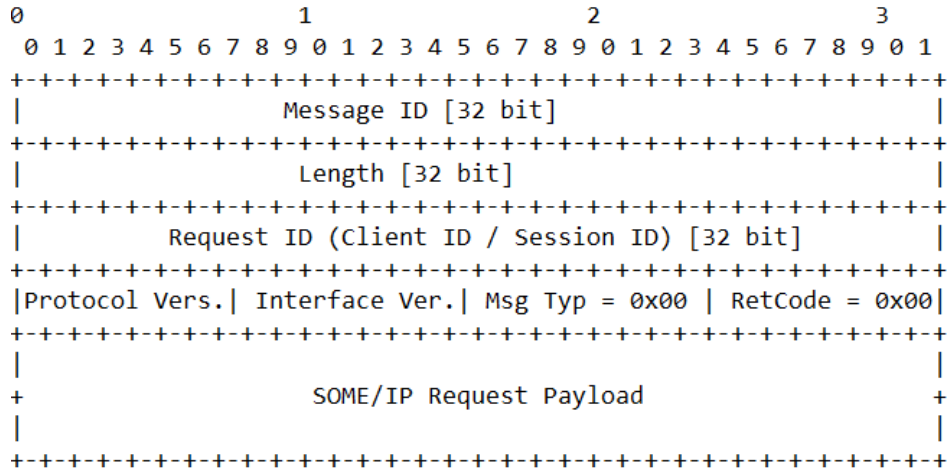 0                   1                   2                   3
 0 1 2 3 4 5 6 7 8 9 0 1 2 3 4 5 6 7 8 9 0 1 2 3 4 5 6 7 8 9 0 1
+-+-+-+-+-+-+-+-+-+-+-+-+-+-+-+-+-+-+-+-+-+-+-+-+-+-+-+-+-+-+-+-+
|                  Message ID [32 bit]                          |
+-+-+-+-+-+-+-+-+-+-+-+-+-+-+-+-+-+-+-+-+-+-+-+-+-+-+-+-+-+-+-+-+
|                   Length [32 bit]                             |
+-+-+-+-+-+-+-+-+-+-+-+-+-+-+-+-+-+-+-+-+-+-+-+-+-+-+-+-+-+-+-+-+
|          Request ID (Client ID / Session ID) [32 bit]         |
+-+-+-+-+-+-+-+-+-+-+-+-+-+-+-+-+-+-+-+-+-+-+-+-+-+-+-+-+-+-+-+-+
|Protocol Vers.| Interface Ver.| Msg Typ = 0x00 | RetCode = 0x00|
+-+-+-+-+-+-+-+-+-+-+-+-+-+-+-+-+-+-+-+-+-+-+-+-+-+-+-+-+-+-+-+-+
|                                                               |
+                    SOME/IP Request Payload                    +
|                                                               |
+-+-+-+-+-+-+-+-+-+-+-+-+-+-+-+-+-+-+-+-+-+-+-+-+-+-+-+-+-+-+-+-+